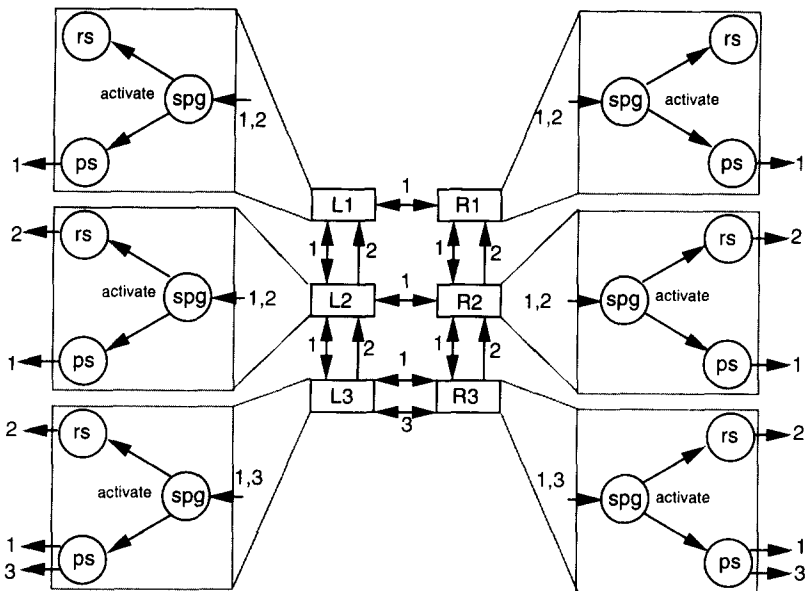 rs rs
activate spg 1,2 1,2 spg activate
1 ps ps 1
1
L1 R1
2 rs 1 2 1 2 rs 2
activate spg 1,2 L2 1 R2 1,2 spg activate
1 ps 1 2 1 2 ps 1
1
L3 R3
3
2 rs rs 2
activate spg 1,3 1,3 spg activate
1 ps 1
3 ps 3